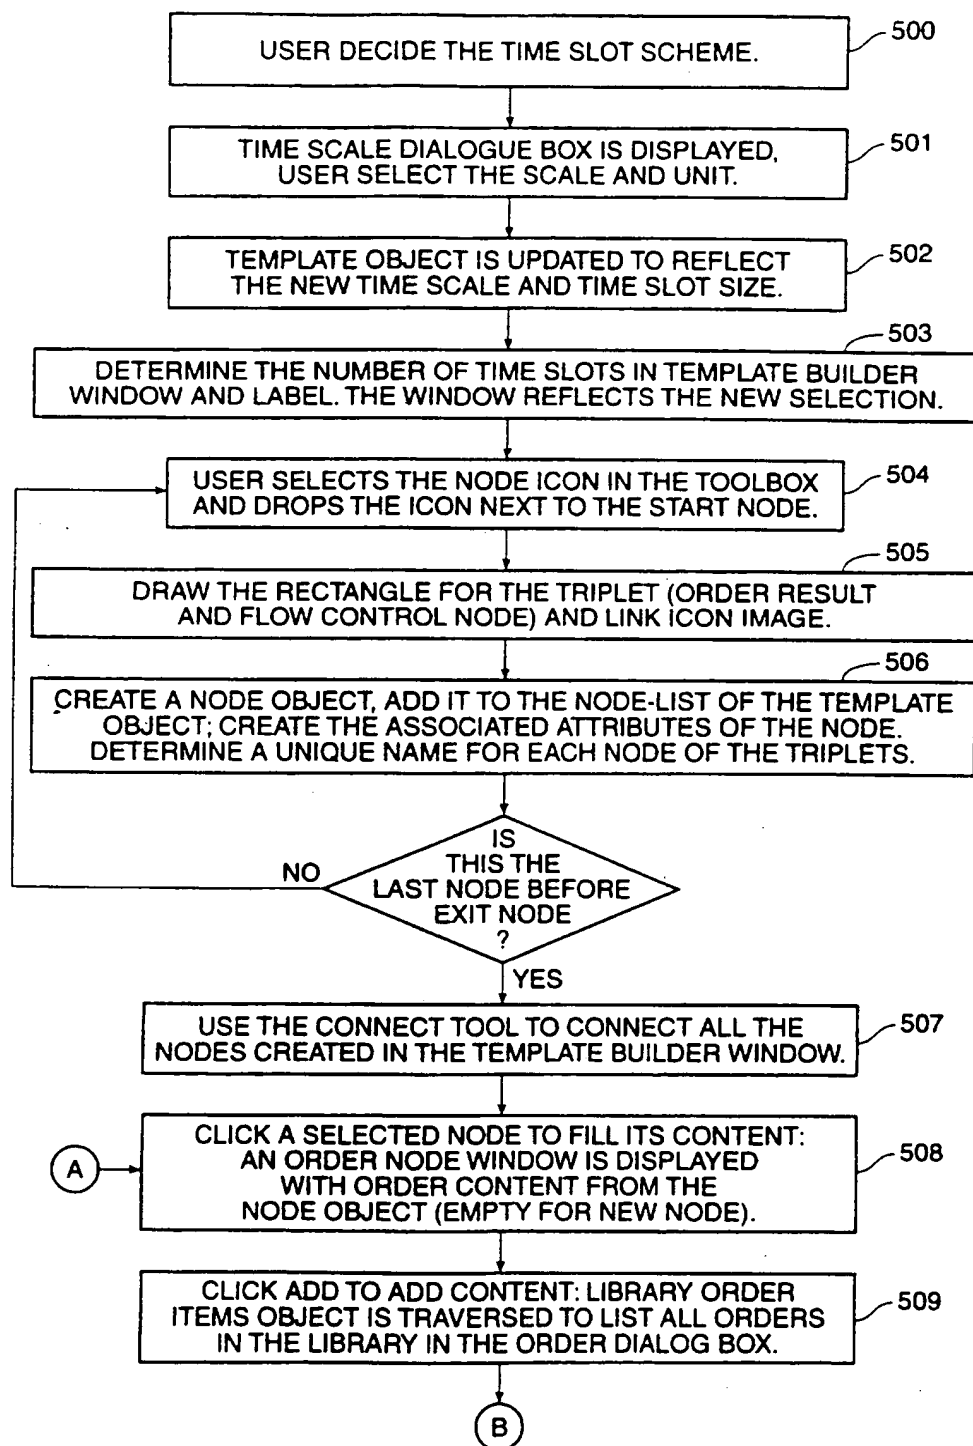 USER DECIDE THE TIME SLOT SCHEME.
500
TIME SCALE DIALOGUE BOX IS DISPLAYED,
USER SELECT THE SCALE AND UNIT.
501
TEMPLATE OBJECT IS UPDATED TO REFLECT
THE NEW TIME SCALE AND TIME SLOT SIZE.
502
503
DETERMINE THE NUMBER OF TIME SLOTS IN TEMPLATE BUILDER
WINDOW AND LABEL. THE WINDOW REFLECTS THE NEW SELECTION.
USER SELECTS THE NODE ICON IN THE TOOLBOX
AND DROPS THE ICON NEXT TO THE START NODE.
504
505
DRAW THE RECTANGLE FOR THE TRIPLET (ORDER RESULT
AND FLOW CONTROL NODE) AND LINK ICON IMAGE.
506
CREATE A NODE OBJECT, ADD IT TO THE NODE-LIST OF THE TEMPLATE
OBJECT; CREATE THE ASSOCIATED ATTRIBUTES OF THE NODE.
DETERMINE A UNIQUE NAME FOR EACH NODE OF THE TRIPLETS.
IS
THIS THE
LAST NODE BEFORE
EXIT NODE
?
NO
YES
USE THE CONNECT TOOL TO CONNECT ALL THE
NODES CREATED IN THE TEMPLATE BUILDER WINDOW.
507
A
CLICK A SELECTED NODE TO FILL ITS CONTENT:
AN ORDER NODE WINDOW IS DISPLAYED
WITH ORDER CONTENT FROM THE
NODE OBJECT (EMPTY FOR NEW NODE).
508
CLICK ADD TO ADD CONTENT: LIBRARY ORDER
ITEMS OBJECT IS TRAVERSED TO LIST ALL ORDERS
IN THE LIBRARY IN THE ORDER DIALOG BOX.
509
B